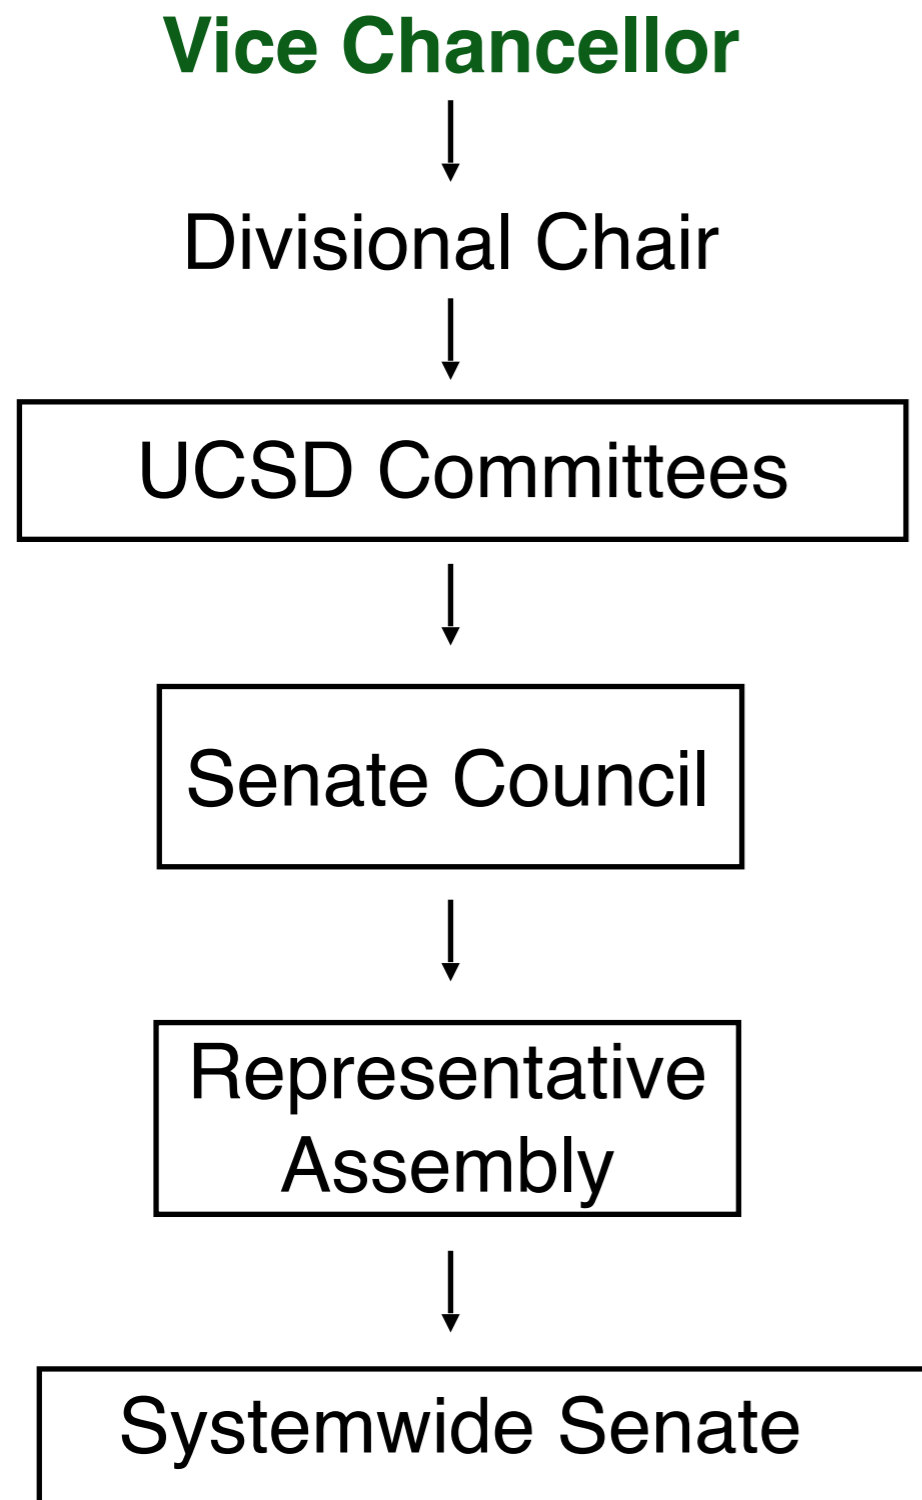 Vice Chancellor
Divisional Chair
UCSD Committees
Senate Council
Representative
Assembly
Systemwide Senate